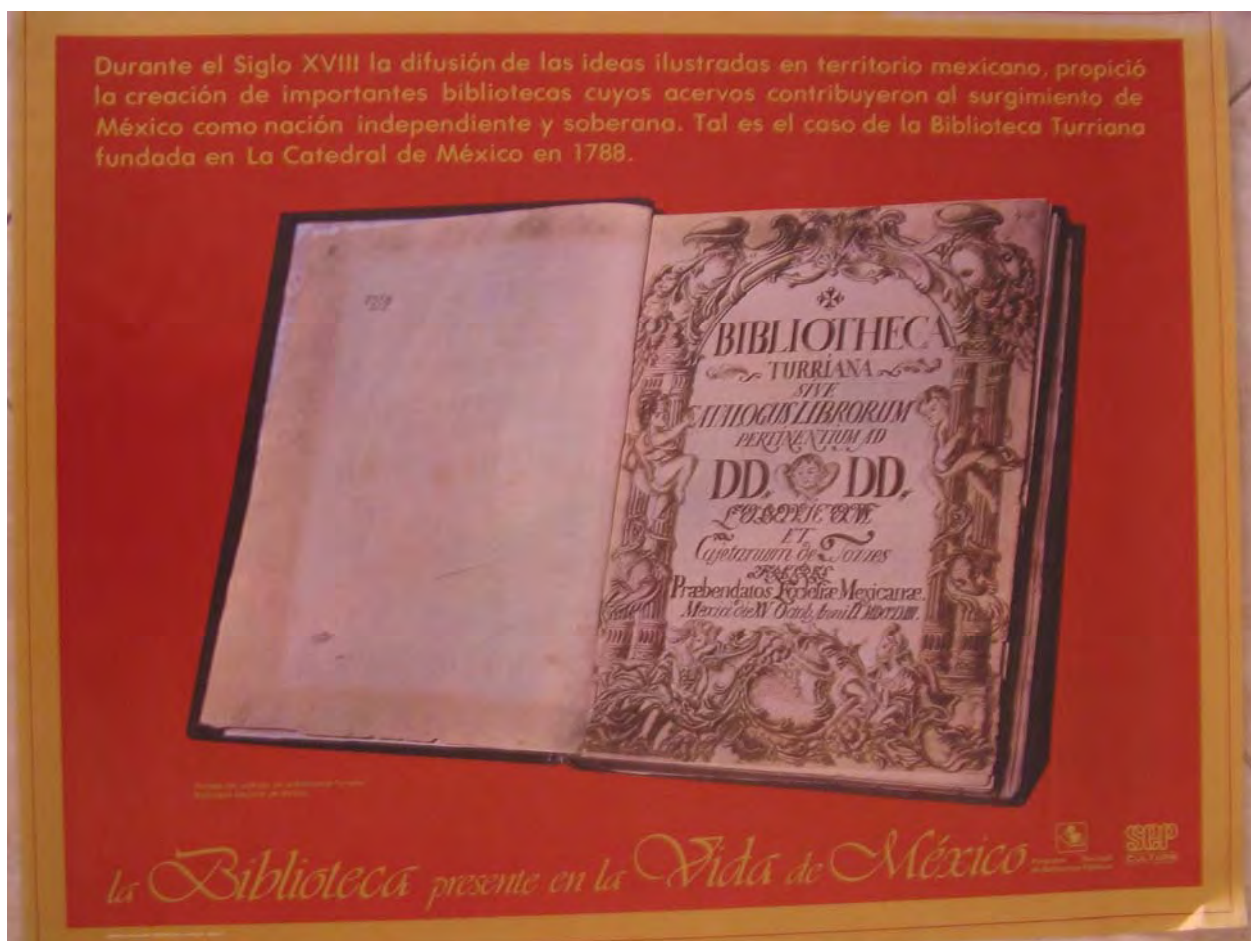 Durante el Siglo XVIII la difusión de las ideas ilustradas en territorio mexicano, propició
la creación de importantes bibliotecas cuyos acervos contribuyeron al surgimiento de
México como nación independiente y soberana. Tal es el caso de la Biblioteca Turriana
fundada en La Catedral de México en 1788.
BIBLIOTHECA
TURRIANA
SIVE
CATALOGUS LIBRORUM
PERTINENTIUM AD
DD. DD.
ET
Cajetanum de Torres
Præbendatos Ecclesiæ Mexicanæ.
la Biblioteca presente en la Vida de México
SEP
CULTURA